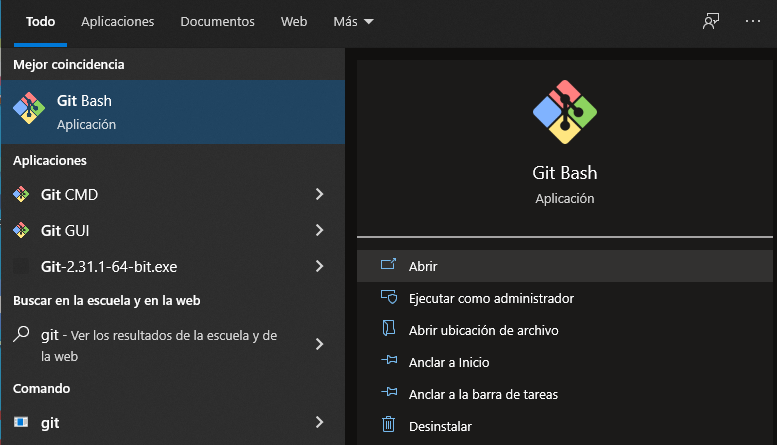 Todo Aplicaciones Documentos Web Más
Mejor coincidencia
Git Bash
Aplicación
Aplicaciones
Git CMD
Git GUI
Git-2.31.1-64-bit.exe
Buscar en la escuela y en la web
git - Ver los resultados de la escuela y de
la web
Comando
git
Git Bash
Aplicación
Abrir
Ejecutar como administrador
Abrir ubicación de archivo
Anclar a Inicio
Anclar a la barra de tareas
Desinstalar